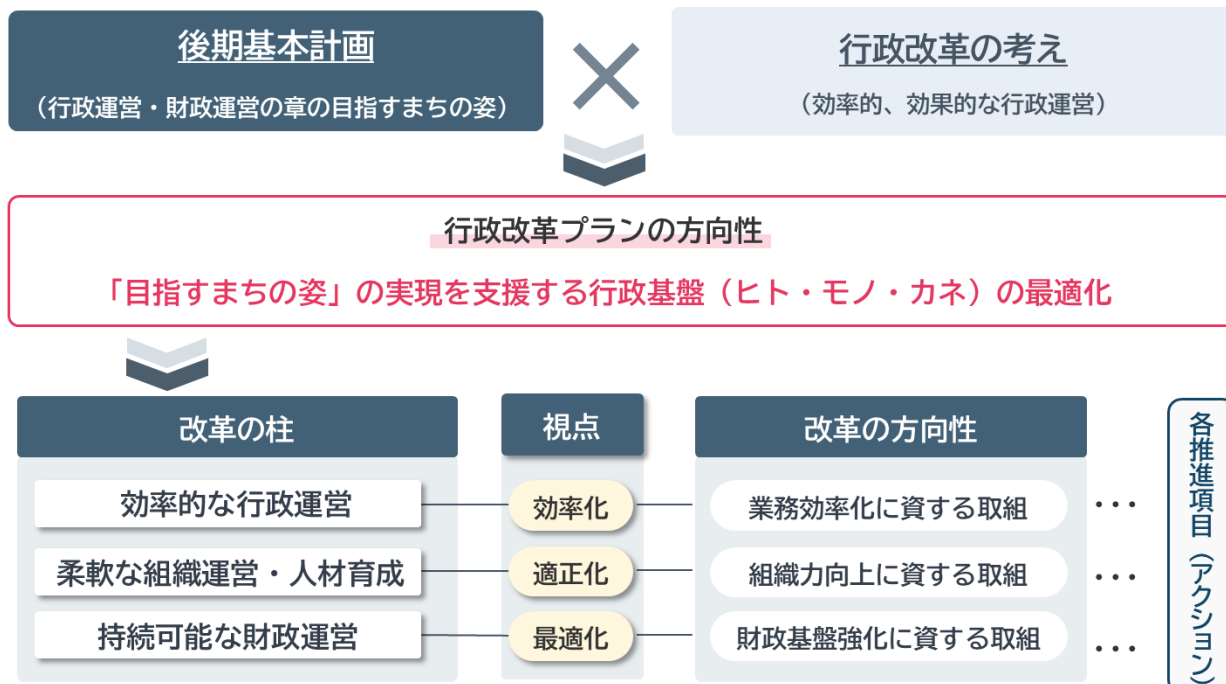 後期基本計画
（行政運営・財政運営の章の目指すまちの姿）
行政改革の考え
（効率的、効果的な行政運営）
行政改革プランの方向性
「目指すまちの姿」の実現を支援する行政基盤（ヒト・モノ・カネ）の最適化
改革の柱
視点
改革の方向性
効率的な行政運営
効率化
業務効率化に資する取組
・・・
柔軟な組織運営・人材育成
適正化
組織力向上に資する取組
・・・
持続可能な財政運営
最適化
財政基盤強化に資する取組
・・・
各推進項目（アクション）